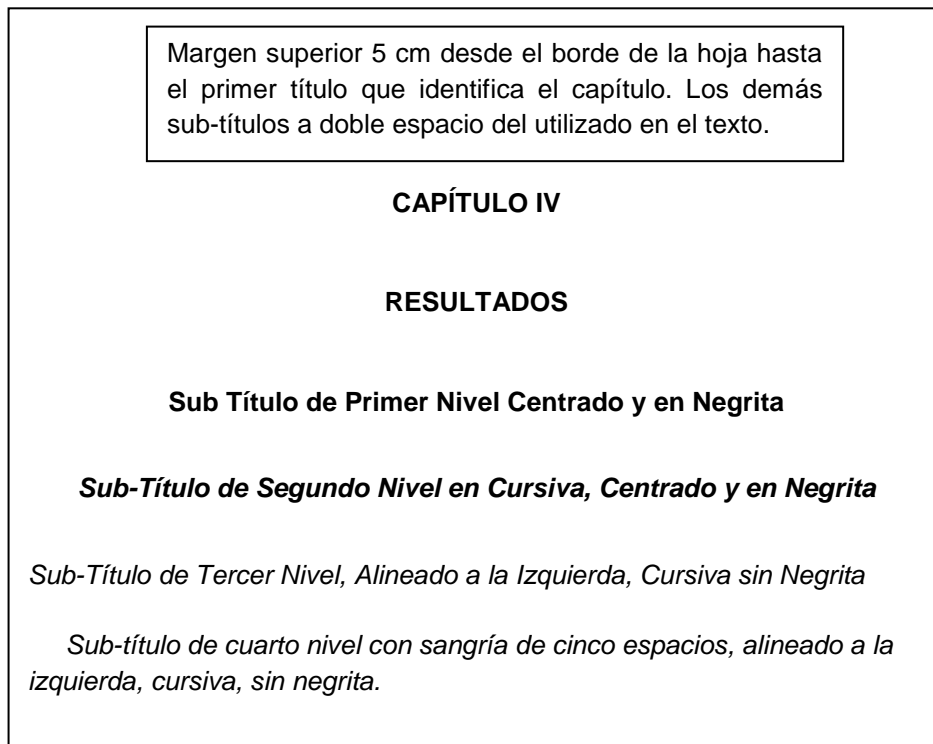 Margen superior 5 cm desde el borde de la hoja hasta
el primer título que identifica el capítulo. Los demás
sub-títulos a doble espacio del utilizado en el texto.
CAPÍTULO IV
RESULTADOS
Sub Título de Primer Nivel Centrado y en Negrita
Sub-Título de Segundo Nivel en Cursiva, Centrado y en Negrita
Sub-Título de Tercer Nivel, Alineado a la Izquierda, Cursiva sin Negrita
Sub-título de cuarto nivel con sangría de cinco espacios, alineado a la
izquierda, cursiva, sin negrita.